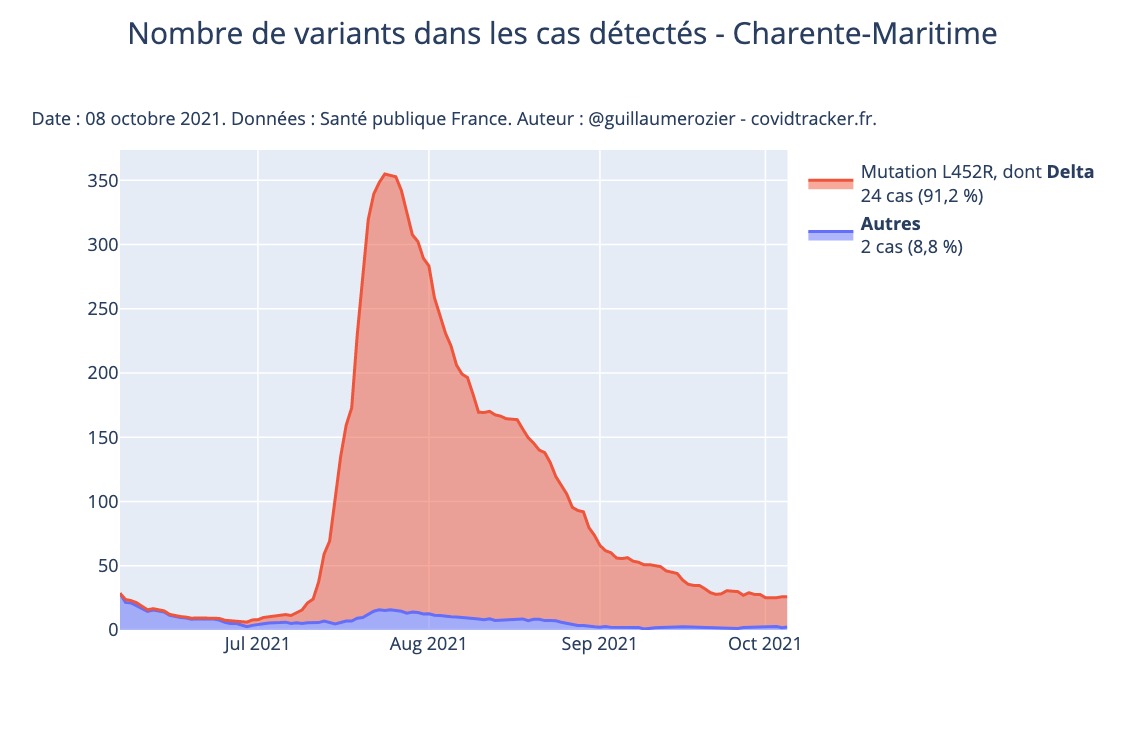 Nombre de variants dans les cas détectés - Charente-Maritime
Date : 08 octobre 2021. Données : Santé publique France. Auteur : @guillaumerozier - covidtracker.fr.
350
300
250
200
150
100
50
0
Jul 2021
Aug 2021
Sep 2021
Oct 2021
Mutation L452R, dont Delta
24 cas (91,2 %)
Autres
2 cas (8,8 %)